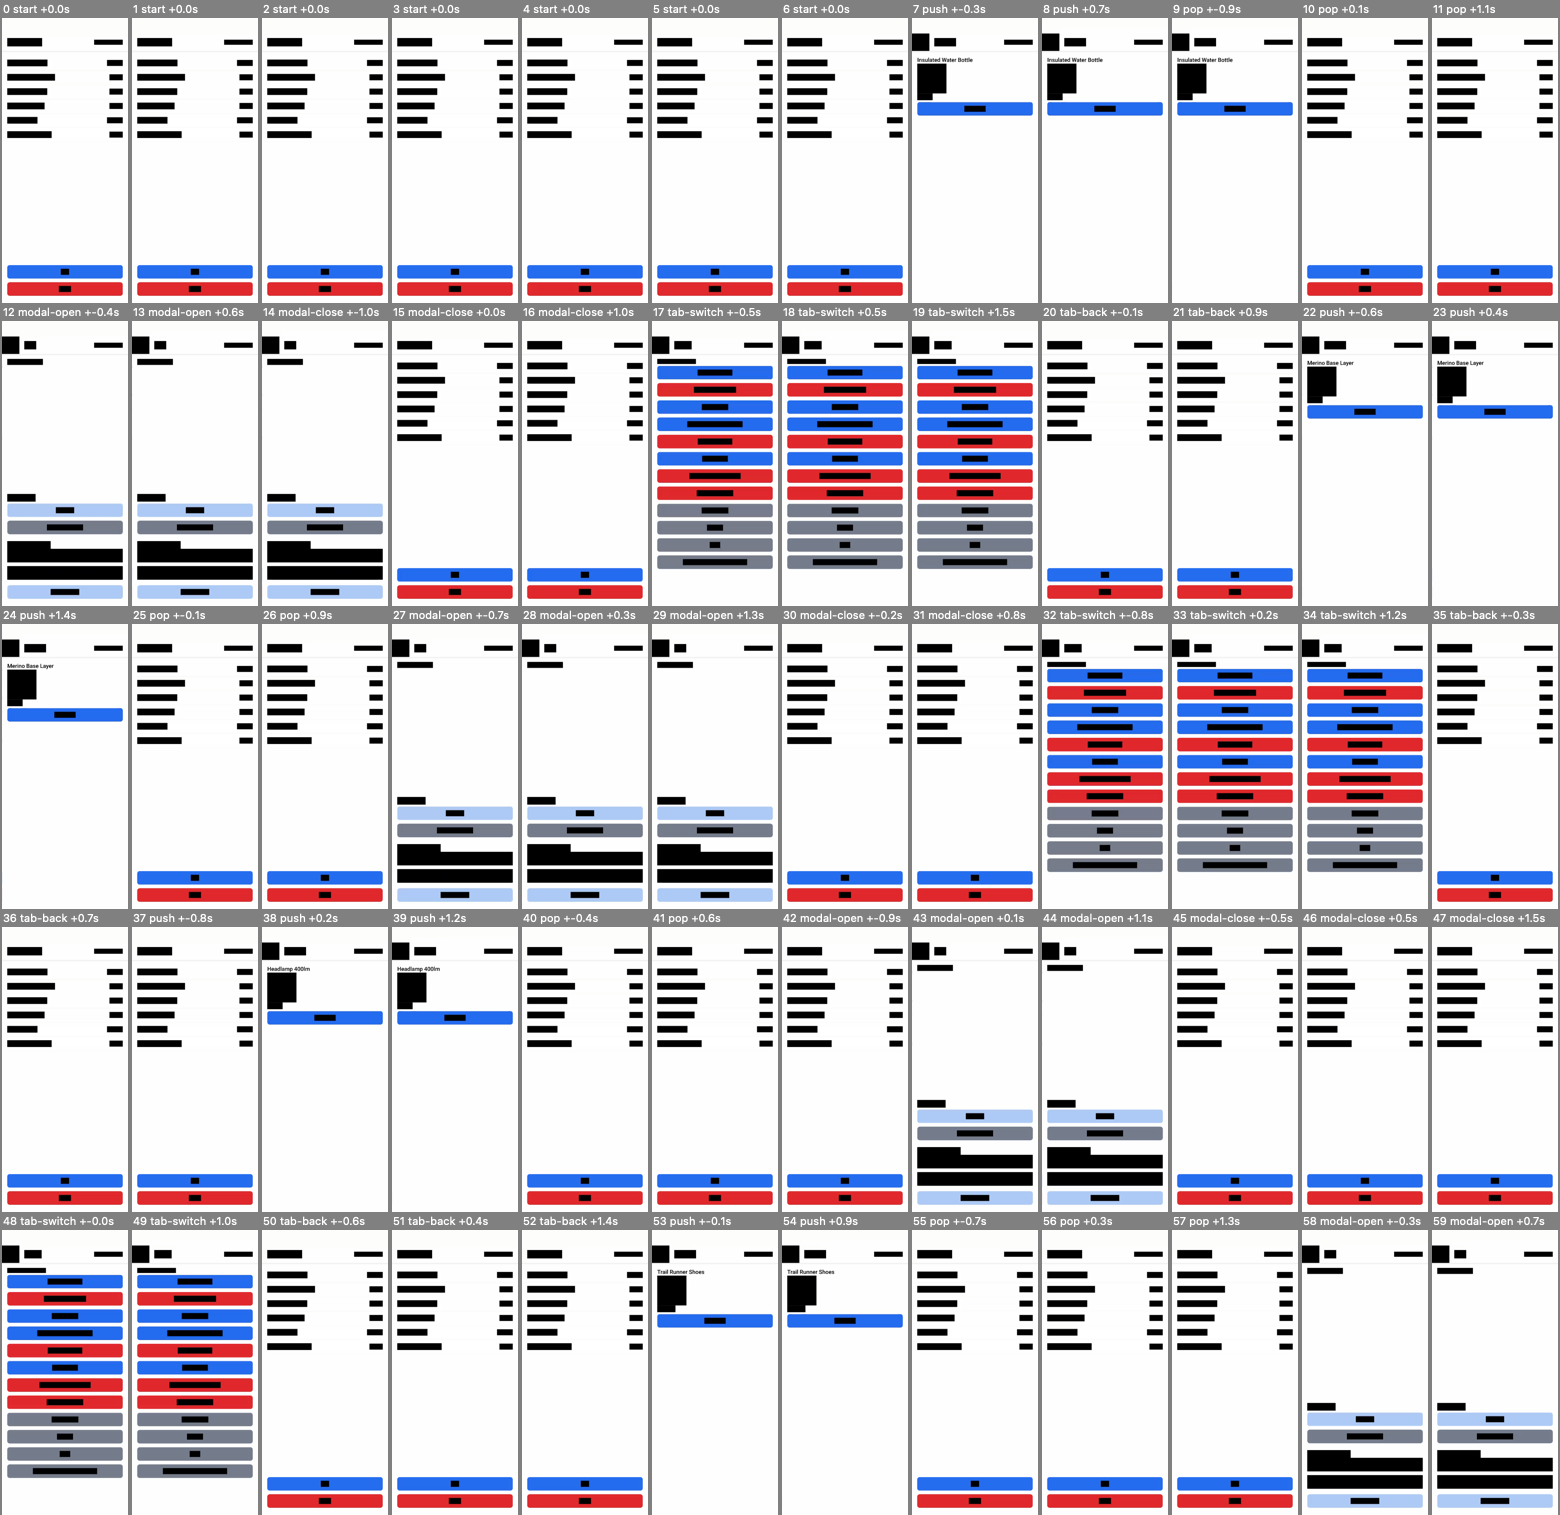 0 start +0.0s
1 start +0.0s
2 start +0.0s
3 start +0.0s
4 start +0.0s
5 start +0.0s
6 start +0.0s
7 push +-0.3s
8 push +0.7s
9 pop +-0.9s
10 pop +0.1s
11 pop +1.1s
Insulated Water Bottle
Insulated Water Bottle
Insulated Water Bottle
12 modal-open +-0.4s
13 modal-open +0.6s
14 modal-close +-1.0s
15 modal-close +0.0s
16 modal-close +1.0s
17 tab-switch +-0.5s
18 tab-switch +0.5s
19 tab-switch +1.5s
20 tab-back +-0.1s
21 tab-back +0.9s
22 push +-0.6s
23 push +0.4s
Merino Base Layer
Merino Base Layer
24 push +1.4s
25 pop +-0.1s
26 pop +0.9s
27 modal-open +-0.7s
28 modal-open +0.3s
29 modal-open +1.3s
30 modal-close +-0.2s
31 modal-close +0.8s
32 tab-switch +-0.8s
33 tab-switch +0.2s
34 tab-switch +1.2s
35 tab-back +-0.3s
Merino Base Layer
36 tab-back +0.7s
37 push +-0.8s
38 push +0.2s
39 push +1.2s
40 pop +-0.4s
41 pop +0.6s
42 modal-open +-0.9s
43 modal-open +0.1s
44 modal-open +1.1s
45 modal-close +-0.5s
46 modal-close +0.5s
47 modal-close +1.5s
Headlamp 400lm
Headlamp 400lm
48 tab-switch +-0.0s
49 tab-switch +1.0s
50 tab-back +-0.6s
51 tab-back +0.4s
52 tab-back +1.4s
53 push +-0.1s
54 push +0.9s
55 pop +-0.7s
56 pop +0.3s
57 pop +1.3s
58 modal-open +-0.3s
59 modal-open +0.7s
Trail Runner Shoes
Trail Runner Shoes